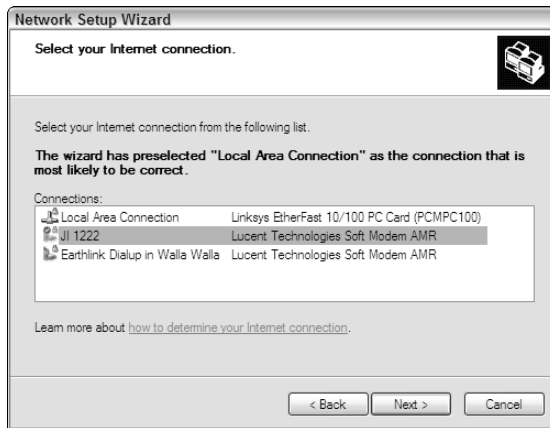 Network Setup Wizard
Select your Internet connection.
Select your Internet connection from the following list.
The wizard has preselected "Local Area Connection" as the connection that is
most likely to be correct.
Connections:
Local Area Connection Linksys EtherFast 10/100 PC Card (PCMPC100)
JI 1222 Lucent Technologies Soft Modem AMR
Earthlink Dialup in Walla Walla Lucent Technologies Soft Modem AMR
Learn more about how to determine your Internet connection.
< Back Next > Cancel